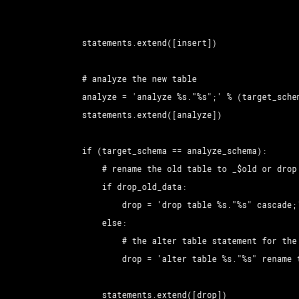 statements.extend([insert])
# analyze the new table
analyze = 'analyze %s."%s";' % (target_schem
statements.extend([analyze])
if (target_schema == analyze_schema):
# rename the old table to _$old or drop
if drop_old_data:
drop = 'drop table %s."%s" cascade;
else:
# the alter table statement for the
drop = 'alter table %s."%s" rename t
statements.extend([drop])